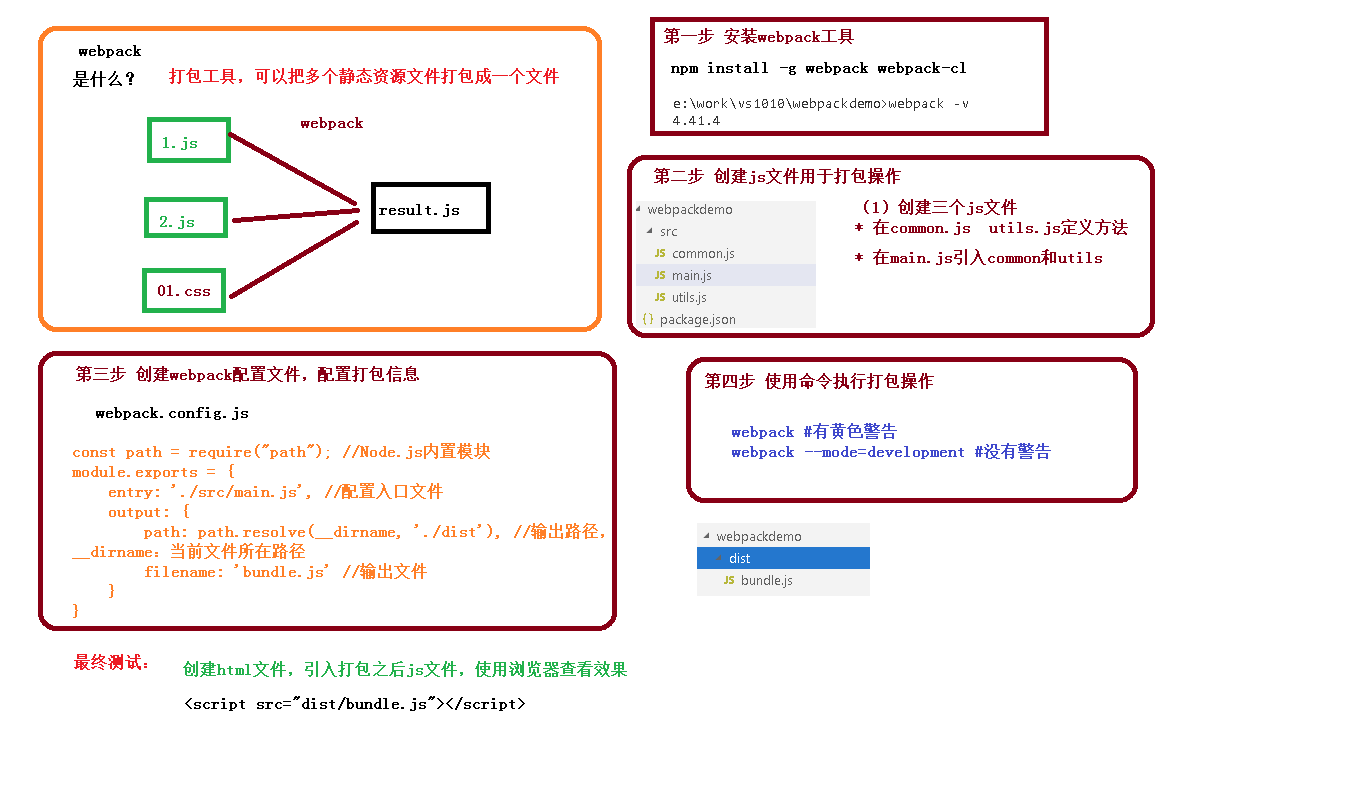 webpack
是什么?
打包工具，可以把多个静态资源文件打包成一个文件
webpack
1.js
2.js
01.css
result.js
第一步 安装webpack工具
npm install -g webpack webpack-cl
e:\work\vs1010\webpackdemo>webpack -v
4.41.4
第二步 创建js文件用于打包操作
webpackdemo
src
JS common.js
JS main.js
JS utils.js
{} package.json
（1）创建三个js文件
* 在common.js utils.js定义方法
* 在main.js引入common和utils
第三步 创建webpack配置文件，配置打包信息
webpack.config.js
const path = require("path"); //Node.js内置模块
module.exports = {
entry: './src/main.js', //配置入口文件
output: {
path: path.resolve(__dirname, './dist'), //输出路径，
__dirname：当前文件所在路径
filename: 'bundle.js' //输出文件
}
}
第四步 使用命令执行打包操作
webpack #有黄色警告
webpack --mode=development #没有警告
webpackdemo
dist
JS bundle.js
最终测试：
创建html文件，引入打包之后js文件，使用浏览器查看效果
<script src="dist/bundle.js"></script>